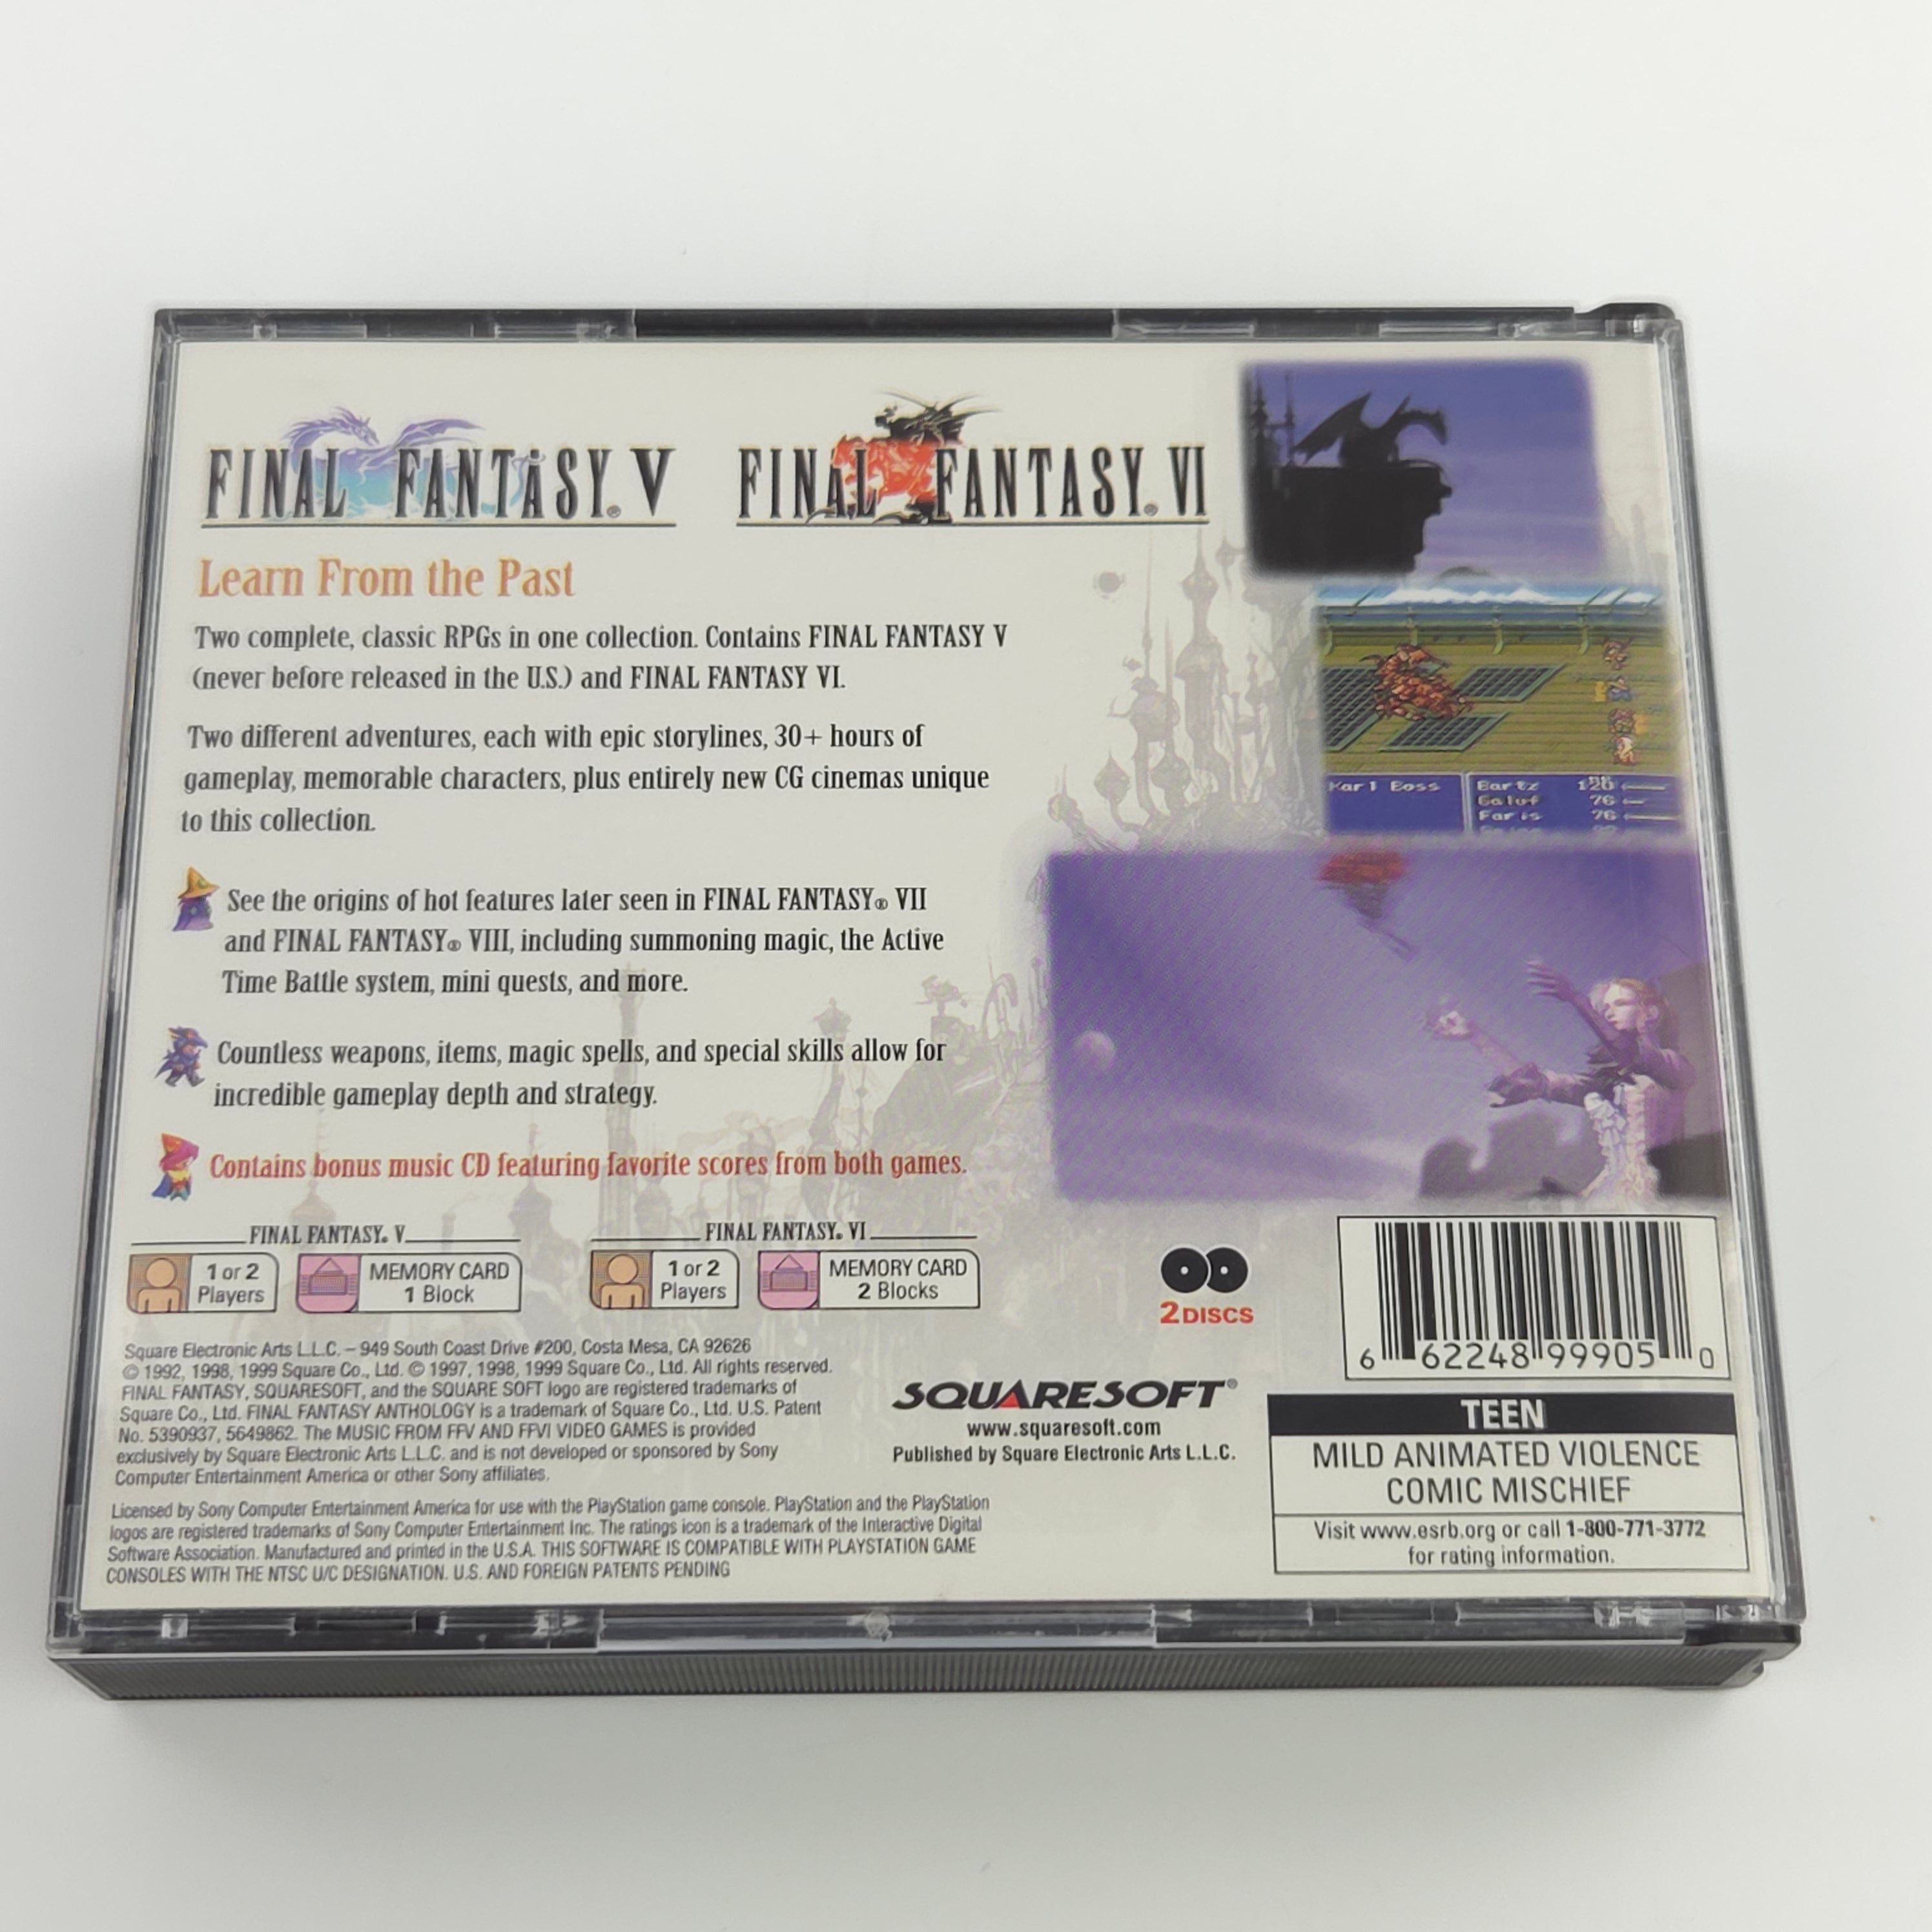 FINAL FANTASY® V
FINAL FANTASY® VI
Learn From the Past
Two complete, classic RPGs in one collection. Contains FINAL FANTASY V
(never before released in the U.S.) and FINAL FANTASY VI.
Two different adventures, each with epic storylines, 30+ hours of
gameplay, memorable characters, plus entirely new CG cinemas unique
to this collection.
See the origins of hot features later seen in FINAL FANTASY® VII
and FINAL FANTASY® VIII, including summoning magic, the Active
Time Battle system, mini quests, and more.
Countless weapons, items, magic spells, and special skills allow for
incredible gameplay depth and strategy.
Contains bonus music CD featuring favorite scores from both games.
Karl Boss
Bartz 120
Galuf 76
Faris 76
FINAL FANTASY® V
1 or 2
Players
MEMORY CARD
1 Block
FINAL FANTASY® VI
1 or 2
Players
MEMORY CARD
2 Blocks
2 DISCS
6 62248 99905 0
Square Electronic Arts L.L.C. – 949 South Coast Drive #200, Costa Mesa, CA 92626
© 1992, 1998, 1999 Square Co., Ltd. © 1997, 1998, 1999 Square Co., Ltd. All rights reserved.
FINAL FANTASY, SQUARESOFT, and the SQUARE SOFT logo are registered trademarks of
Square Co., Ltd. FINAL FANTASY ANTHOLOGY is a trademark of Square Co., Ltd. U.S. Patent
No. 5390937, 5649862. The MUSIC FROM FFV AND FFVI VIDEO GAMES is provided
exclusively by Square Electronic Arts L.L.C. and is not developed or sponsored by Sony
Computer Entertainment America or other Sony affiliates.
Licensed by Sony Computer Entertainment America for use with the PlayStation game console. PlayStation and the PlayStation
logos are registered trademarks of Sony Computer Entertainment Inc. The ratings icon is a trademark of the Interactive Digital
Software Association. Manufactured and printed in the U.S.A. THIS SOFTWARE IS COMPATIBLE WITH PLAYSTATION GAME
CONSOLES WITH THE NTSC U/C DESIGNATION. U.S. AND FOREIGN PATENTS PENDING
SQUARESOFT®
www.squaresoft.com
Published by Square Electronic Arts L.L.C.
TEEN
MILD ANIMATED VIOLENCE
COMIC MISCHIEF
Visit www.esrb.org or call 1-800-771-3772
for rating information.